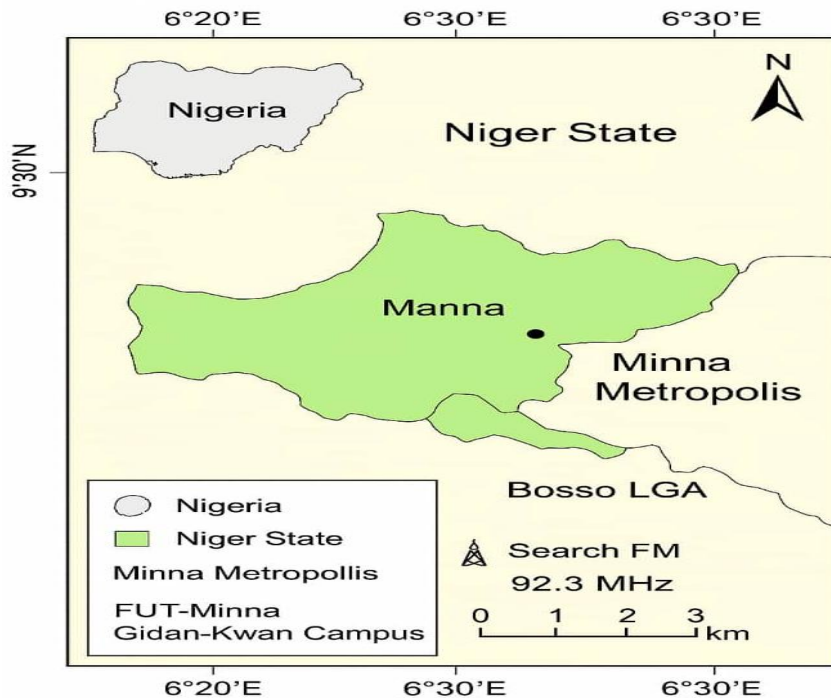 6°20’E 6°30’E 6°30’E
N
Nigeria
Niger State
9'30’N
Manna
Minna
Metropolis
Bosso LGA
Nigeria
Niger State
Minna Metropollis
FUT-Minna
Gidan-Kwan Campus
Search FM
92.3 MHz
0 1 2 3
km
6°20’E 6°30’E 6°30’E